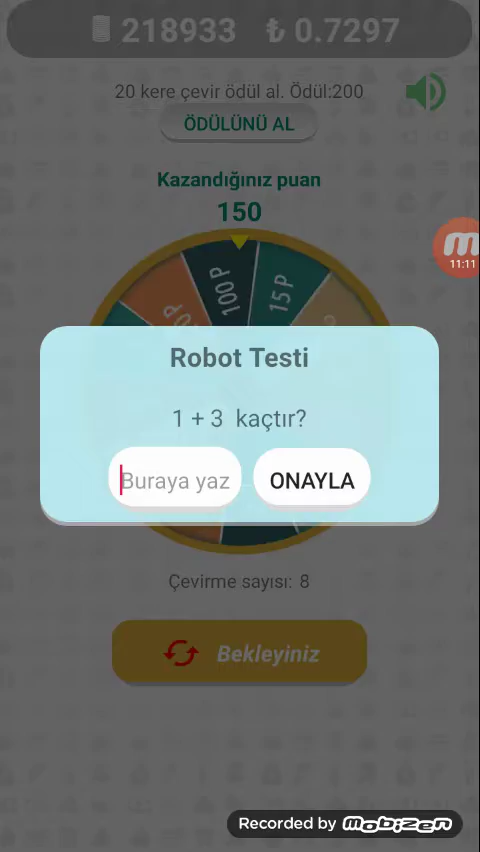 218933 ₺ 0.7297
20 kere çevir ödül al. Ödül:200
ÖDÜLÜNÜ AL
Kazandığınız puan
150
100P
15 P
11:11
Robot Testi
1 + 3 kaçtır?
Buraya yaz
ONAYLA
Çevirme sayısı: 8
Bekleyiniz
Recorded by mobizen